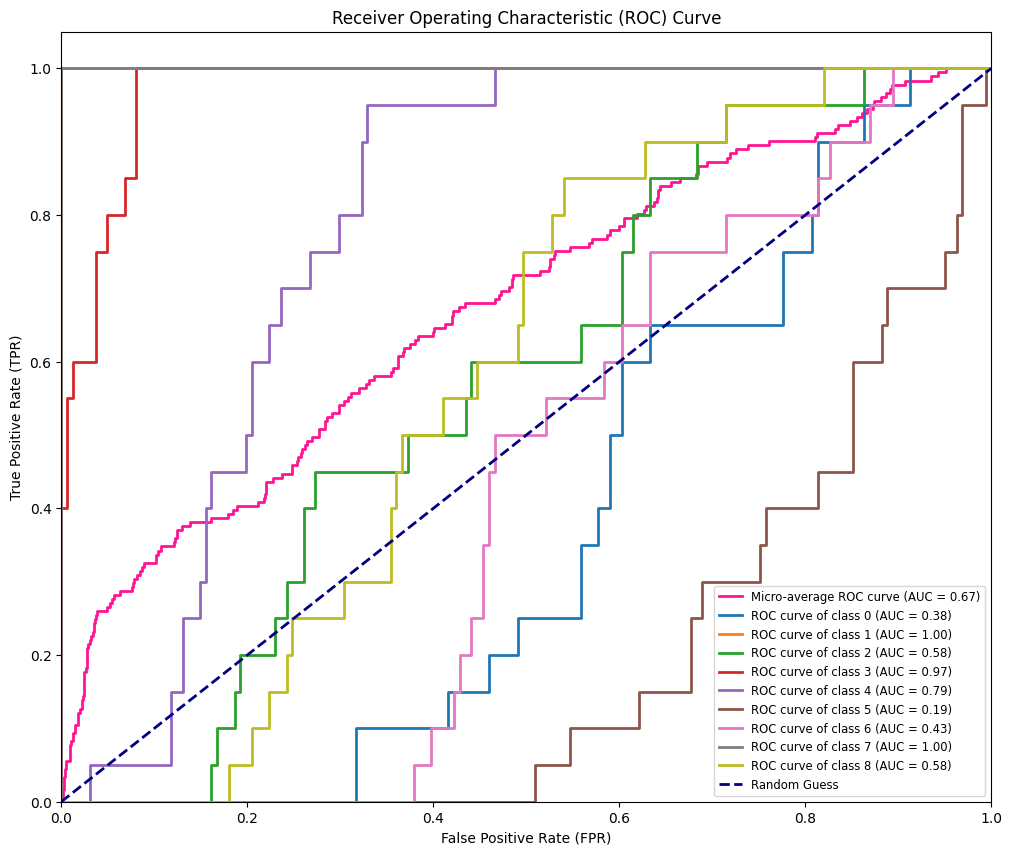 Receiver Operating Characteristic (ROC) Curve
True Positive Rate (TPR)
1.0
0.8
0.6
0.4
0.2
0.0
0.0 0.2 0.4 0.6 0.8 1.0
False Positive Rate (FPR)
Micro-average ROC curve (AUC = 0.67)
ROC curve of class 0 (AUC = 0.38)
ROC curve of class 1 (AUC = 1.00)
ROC curve of class 2 (AUC = 0.58)
ROC curve of class 3 (AUC = 0.97)
ROC curve of class 4 (AUC = 0.79)
ROC curve of class 5 (AUC = 0.19)
ROC curve of class 6 (AUC = 0.43)
ROC curve of class 7 (AUC = 1.00)
ROC curve of class 8 (AUC = 0.58)
Random Guess